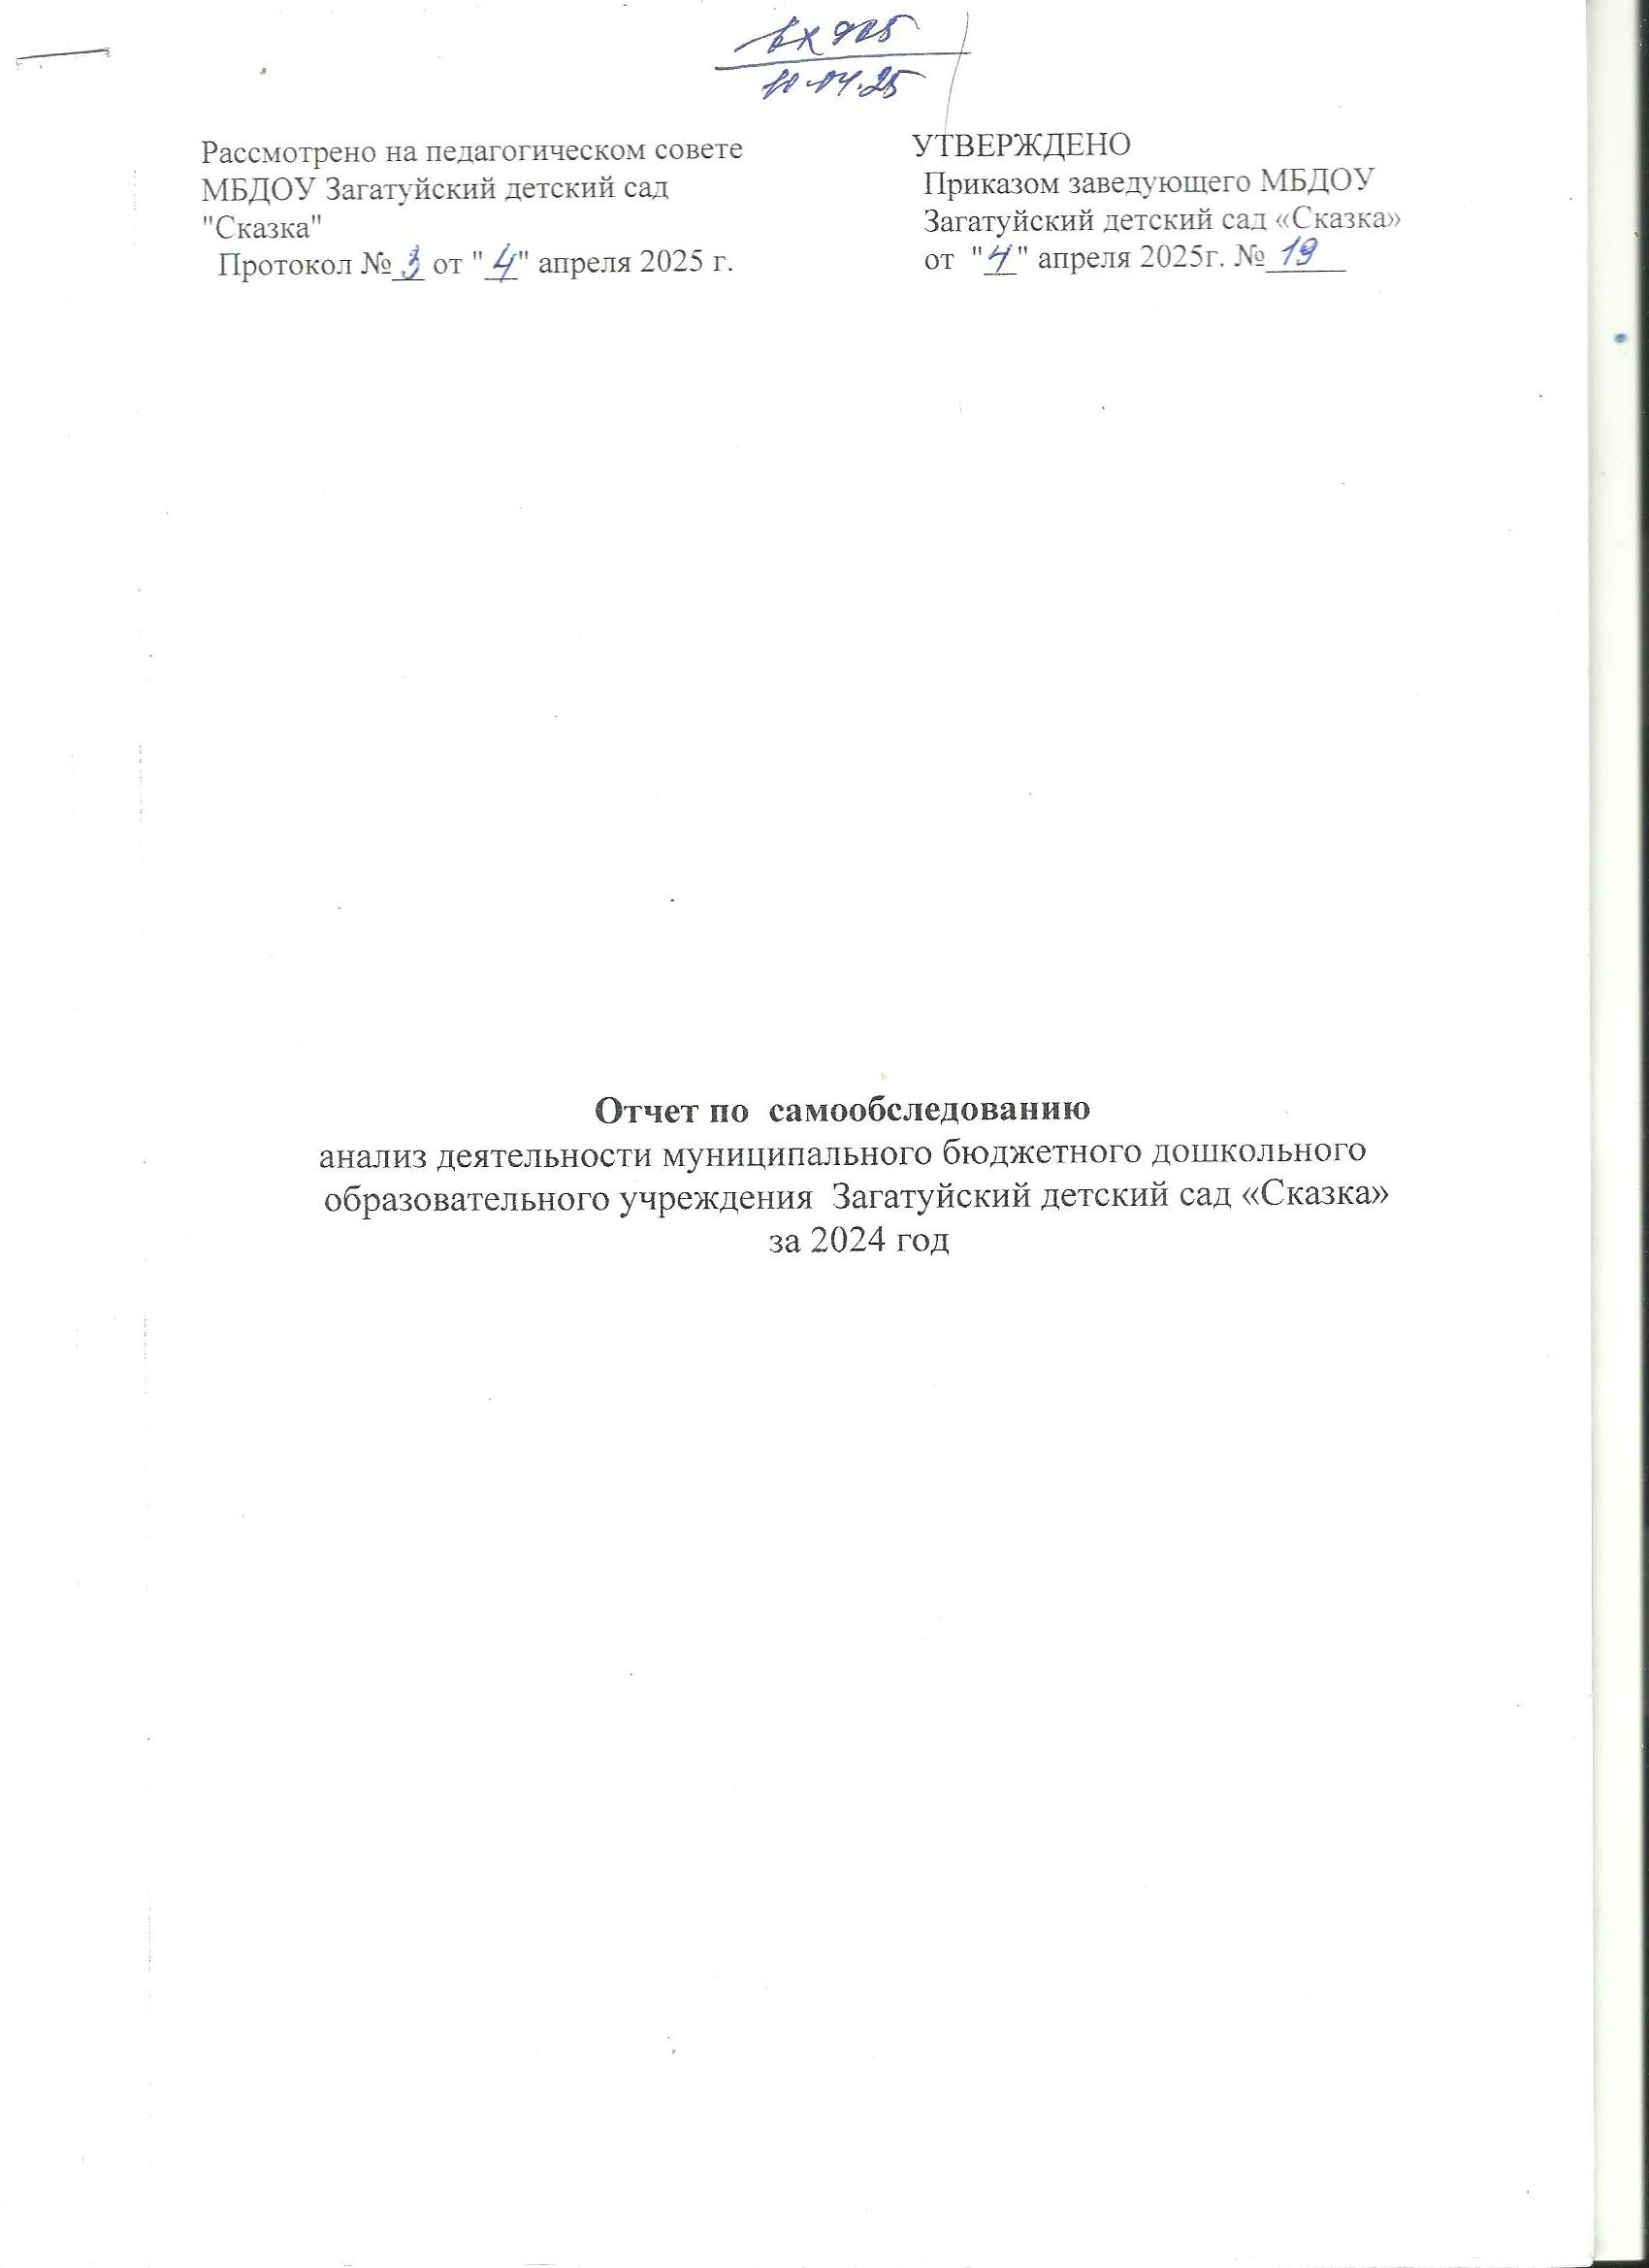 вх 905
10.04.25
Рассмотрено на педагогическом совете
МБДОУ Загатуйский детский сад
"Сказка"
Протокол № 3 от "4" апреля 2025 г.
УТВЕРЖДЕНО
Приказом заведующего МБДОУ
Загатуйский детский сад «Сказка»
от "4" апреля 2025г. № 19
Отчет по самообследованию
анализ деятельности муниципального бюджетного дошкольного
образовательного учреждения Загатуйский детский сад «Сказка»
за 2024 год